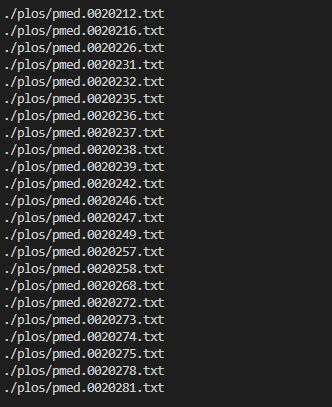 ./plos/pmed.0020212.txt
./plos/pmed.0020216.txt
./plos/pmed.0020226.txt
./plos/pmed.0020231.txt
./plos/pmed.0020232.txt
./plos/pmed.0020235.txt
./plos/pmed.0020236.txt
./plos/pmed.0020237.txt
./plos/pmed.0020238.txt
./plos/pmed.0020239.txt
./plos/pmed.0020242.txt
./plos/pmed.0020246.txt
./plos/pmed.0020247.txt
./plos/pmed.0020249.txt
./plos/pmed.0020257.txt
./plos/pmed.0020258.txt
./plos/pmed.0020268.txt
./plos/pmed.0020272.txt
./plos/pmed.0020273.txt
./plos/pmed.0020274.txt
./plos/pmed.0020275.txt
./plos/pmed.0020278.txt
./plos/pmed.0020281.txt